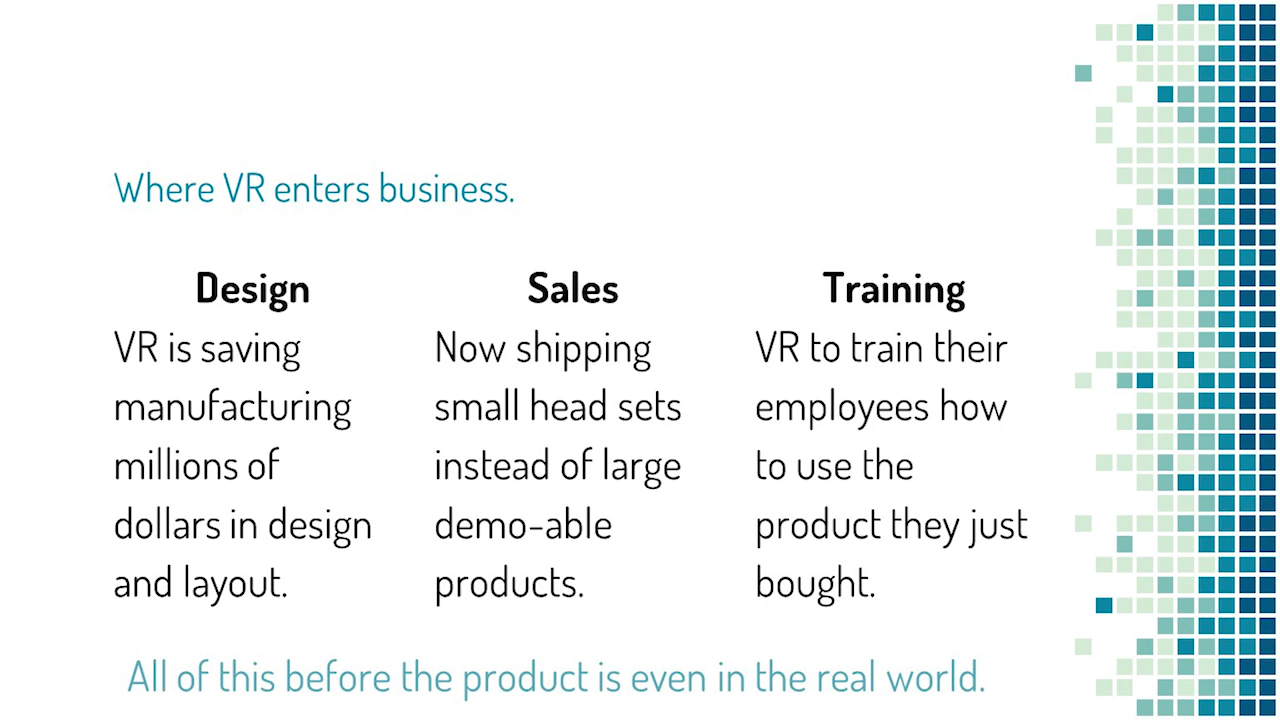 Where VR enters business.
Design
VR is saving
manufacturing
millions of
dollars in design
and layout.
Sales
Now shipping
small head sets
instead of large
demo-able
products.
Training
VR to train their
employees how
to use the
product they just
bought.
All of this before the product is even in the real world.